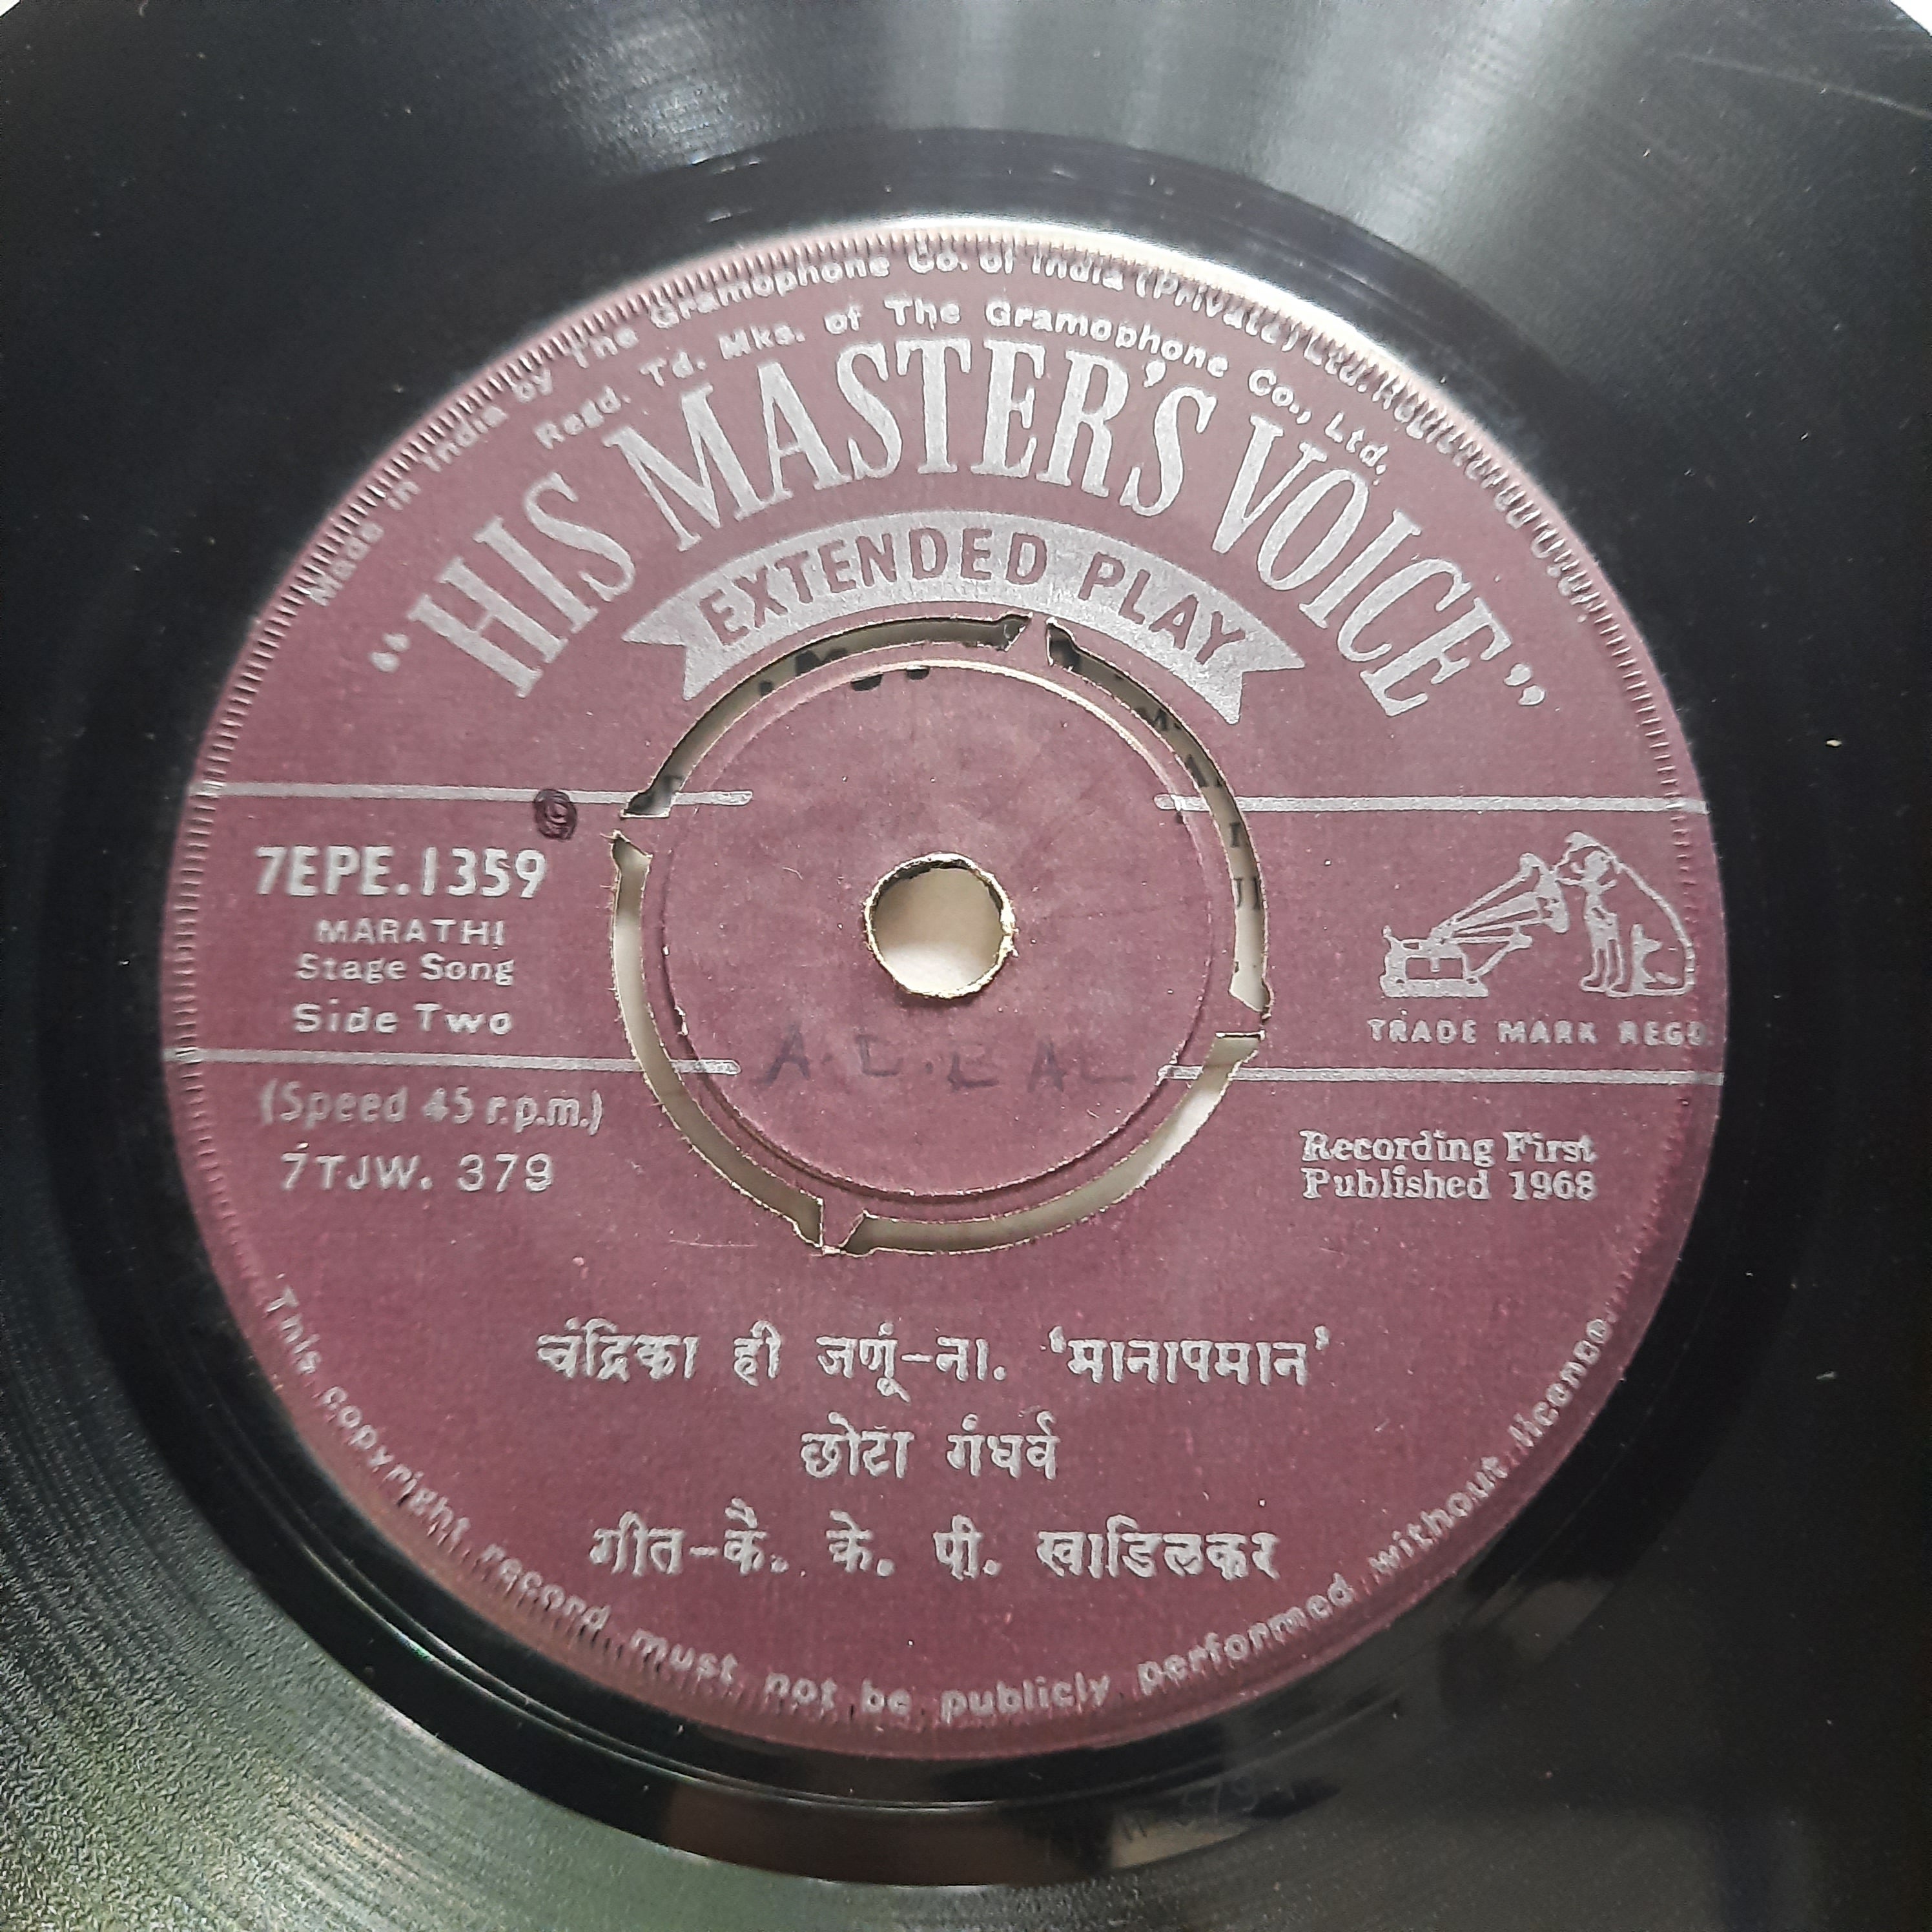 Made in India by The Gramophone Co. of India (Private) Ltd. Registered
Regd. Td. Mks. of The Gramophone Co., Ltd.
"HIS MASTER'S VOICE"
EXTENDED PLAY
7EPE.1359
MARATHI
Stage Song
Side Two
TRADE MARK REGD.
(Speed 45 r.p.m.)
7TJW. 379
Recording First
Published 1968
चंद्रिका ही जणूं-ना. 'मानापमान'
छोटा गंधर्व
गीत-कै. के. पी. खाडिलकर
This copyright record must not be publicly performed without licence.